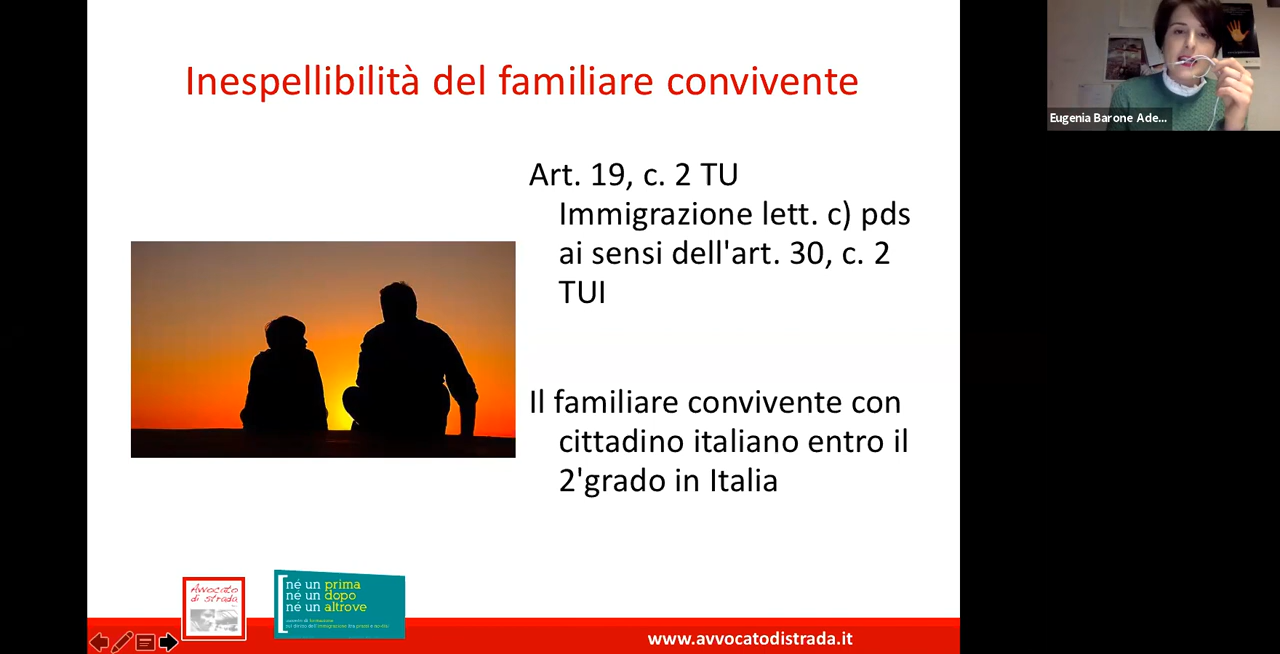 Inespellibilità del familiare convivente
Eugenia Barone Ade...
Art. 19, c. 2 TU
Immigrazione lett. c) pds
ai sensi dell'art. 30, c. 2
TUI
Il familiare convivente con
cittadino italiano entro il
2'grado in Italia
Avvocato
di strada
né un prima
né un dopo
né un altrove
www.avvocatodistrada.it